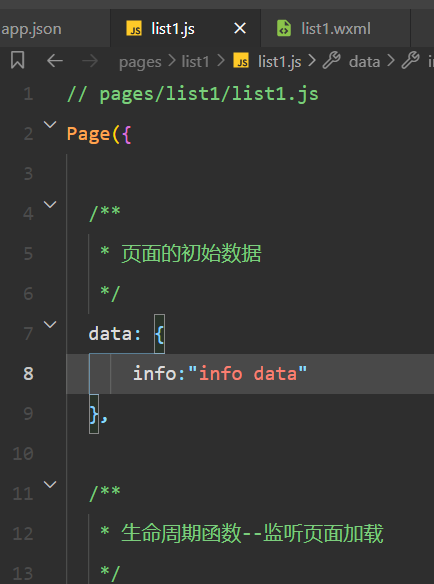 app.json
JS list1.js
list1.wxml
pages list1 JS list1.js data
1 // pages/list1/list1.js
2 Page({
3
4 /**
5 * 页面的初始数据
6 */
7 data: {
8 info:"info data"
9 },
10
11 /**
12 * 生命周期函数--监听页面加载
13 */